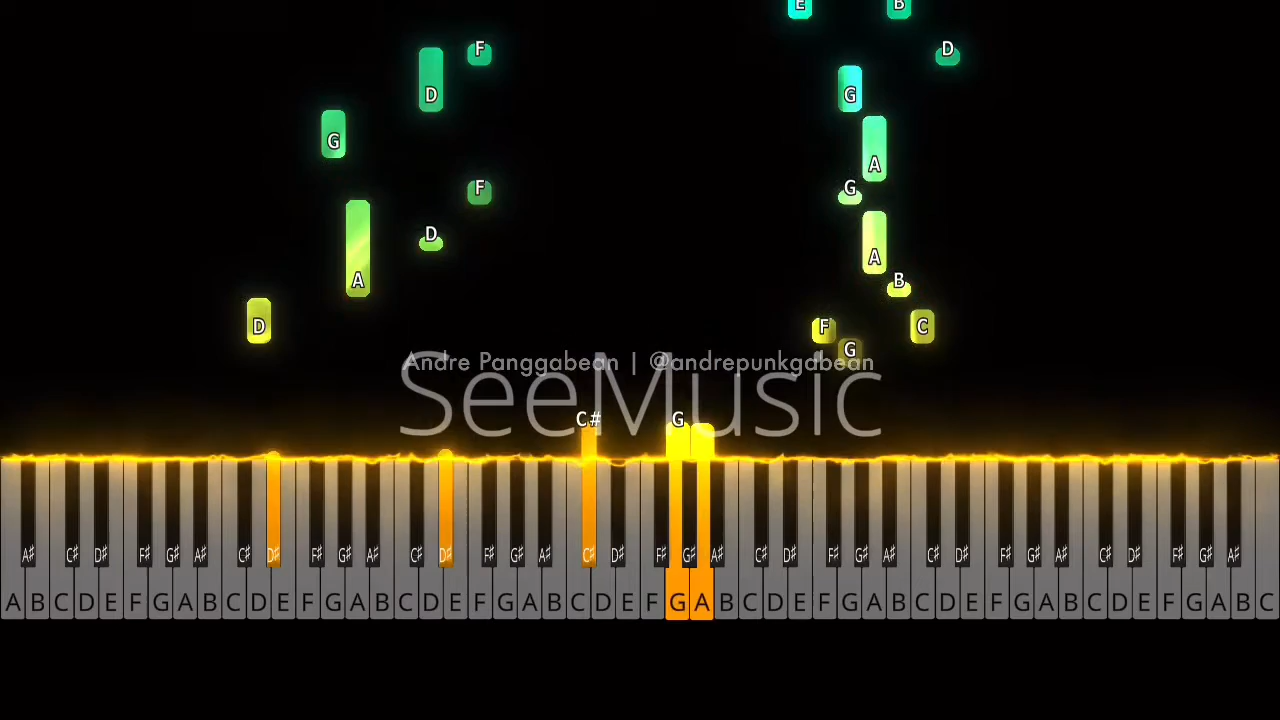 E B
F D
D G
G A
F G
D A
A B
D F C
G
Andre Panggabean | @andrepunkgabean
SeeMusic
C# G
A# C# D# F# G# A# C# D# F# G# A# C# D# F# G# A# C# D# F# G# A# C# D# F# G# A# C# D# F# G# A# C# D# F# G# A#
A B C D E F G A B C D E F G A B C D E F G A B C D E F G A B C D E F G A B C D E F G A B C D E F G A B C